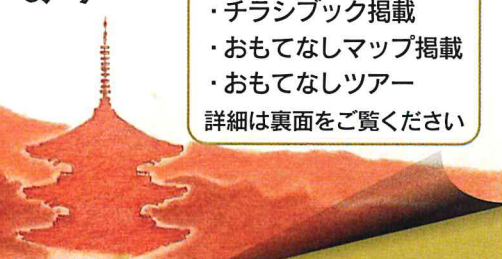 ・チラシブック掲載
・おもてなしマップ掲載
・おもてなしツアー
詳細は裏面をご覧ください